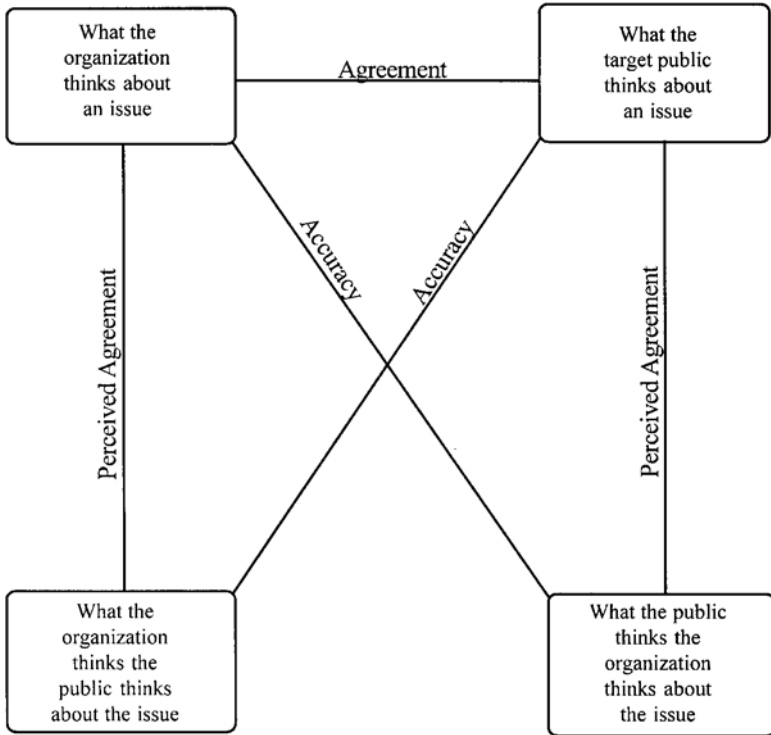 What the
organization
thinks about
an issue
Agreement
What the
target public
thinks about
an issue
Accuracy
Accuracy
Perceived Agreement
Perceived Agreement
What the
organization
thinks the
public thinks
about the issue
What the public
thinks the
organization
thinks about
the issue